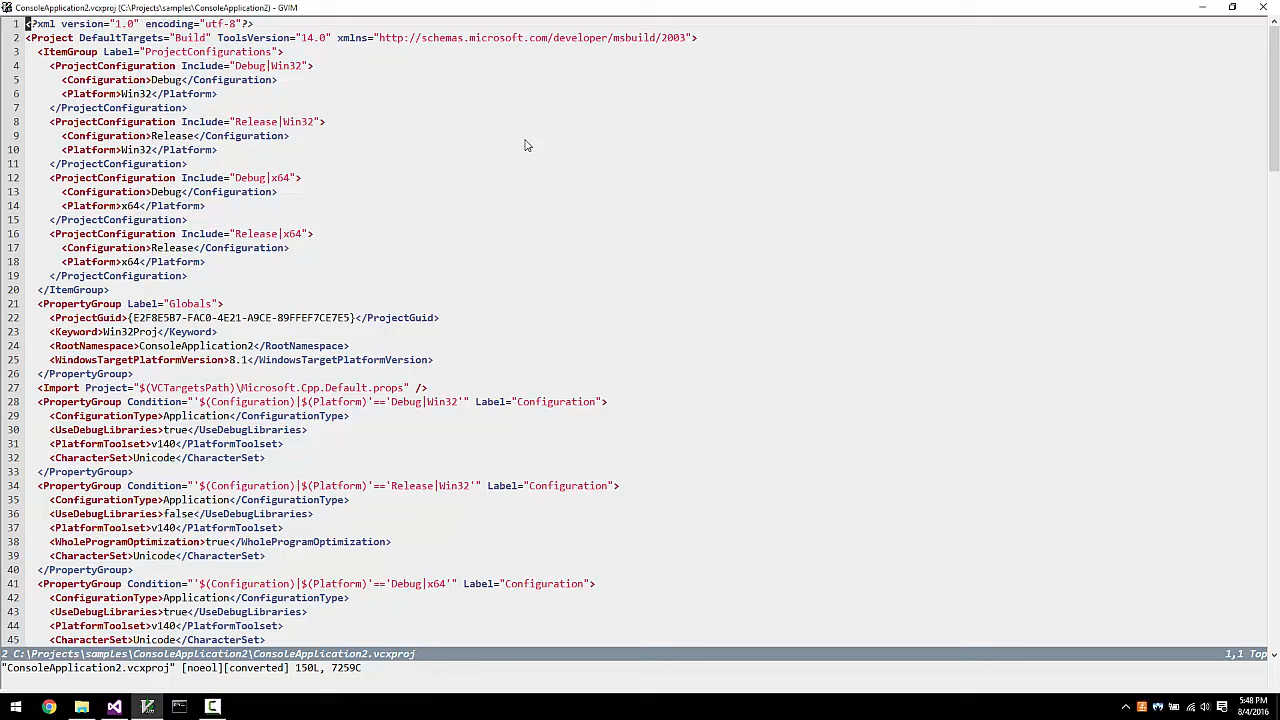 ConsoleApplication2.vcxproj (C:\Projects\samples\ConsoleApplication2) - GVIM
1 <?xml version="1.0" encoding="utf-8"?>
2 <Project DefaultTargets="Build" ToolsVersion="14.0" xmlns="http://schemas.microsoft.com/developer/msbuild/2003">
3 <ItemGroup Label="ProjectConfigurations">
4 <ProjectConfiguration Include="Debug|Win32">
5 <Configuration>Debug</Configuration>
6 <Platform>Win32</Platform>
7 </ProjectConfiguration>
8 <ProjectConfiguration Include="Release|Win32">
9 <Configuration>Release</Configuration>
10 <Platform>Win32</Platform>
11 </ProjectConfiguration>
12 <ProjectConfiguration Include="Debug|x64">
13 <Configuration>Debug</Configuration>
14 <Platform>x64</Platform>
15 </ProjectConfiguration>
16 <ProjectConfiguration Include="Release|x64">
17 <Configuration>Release</Configuration>
18 <Platform>x64</Platform>
19 </ProjectConfiguration>
20 </ItemGroup>
21 <PropertyGroup Label="Globals">
22 <ProjectGuid>{E2F8E5B7-FAC0-4E21-A9CE-89FFEF7CE7E5}</ProjectGuid>
23 <Keyword>Win32Proj</Keyword>
24 <RootNamespace>ConsoleApplication2</RootNamespace>
25 <WindowsTargetPlatformVersion>8.1</WindowsTargetPlatformVersion>
26 </PropertyGroup>
27 <Import Project="$(VCTargetsPath)\Microsoft.Cpp.Default.props" />
28 <PropertyGroup Condition="'$(Configuration)|$(Platform)'=='Debug|Win32'" Label="Configuration">
29 <ConfigurationType>Application</ConfigurationType>
30 <UseDebugLibraries>true</UseDebugLibraries>
31 <PlatformToolset>v140</PlatformToolset>
32 <CharacterSet>Unicode</CharacterSet>
33 </PropertyGroup>
34 <PropertyGroup Condition="'$(Configuration)|$(Platform)'=='Release|Win32'" Label="Configuration">
35 <ConfigurationType>Application</ConfigurationType>
36 <UseDebugLibraries>false</UseDebugLibraries>
37 <PlatformToolset>v140</PlatformToolset>
38 <WholeProgramOptimization>true</WholeProgramOptimization>
39 <CharacterSet>Unicode</CharacterSet>
40 </PropertyGroup>
41 <PropertyGroup Condition="'$(Configuration)|$(Platform)'=='Debug|x64'" Label="Configuration">
42 <ConfigurationType>Application</ConfigurationType>
43 <UseDebugLibraries>true</UseDebugLibraries>
44 <PlatformToolset>v140</PlatformToolset>
45 <CharacterSet>Unicode</CharacterSet>
2 C:\Projects\samples\ConsoleApplication2\ConsoleApplication2.vcxproj 1,1 Top
"ConsoleApplication2.vcxproj" [noeol][converted] 150L, 7259C
5:48 PM
8/4/2016